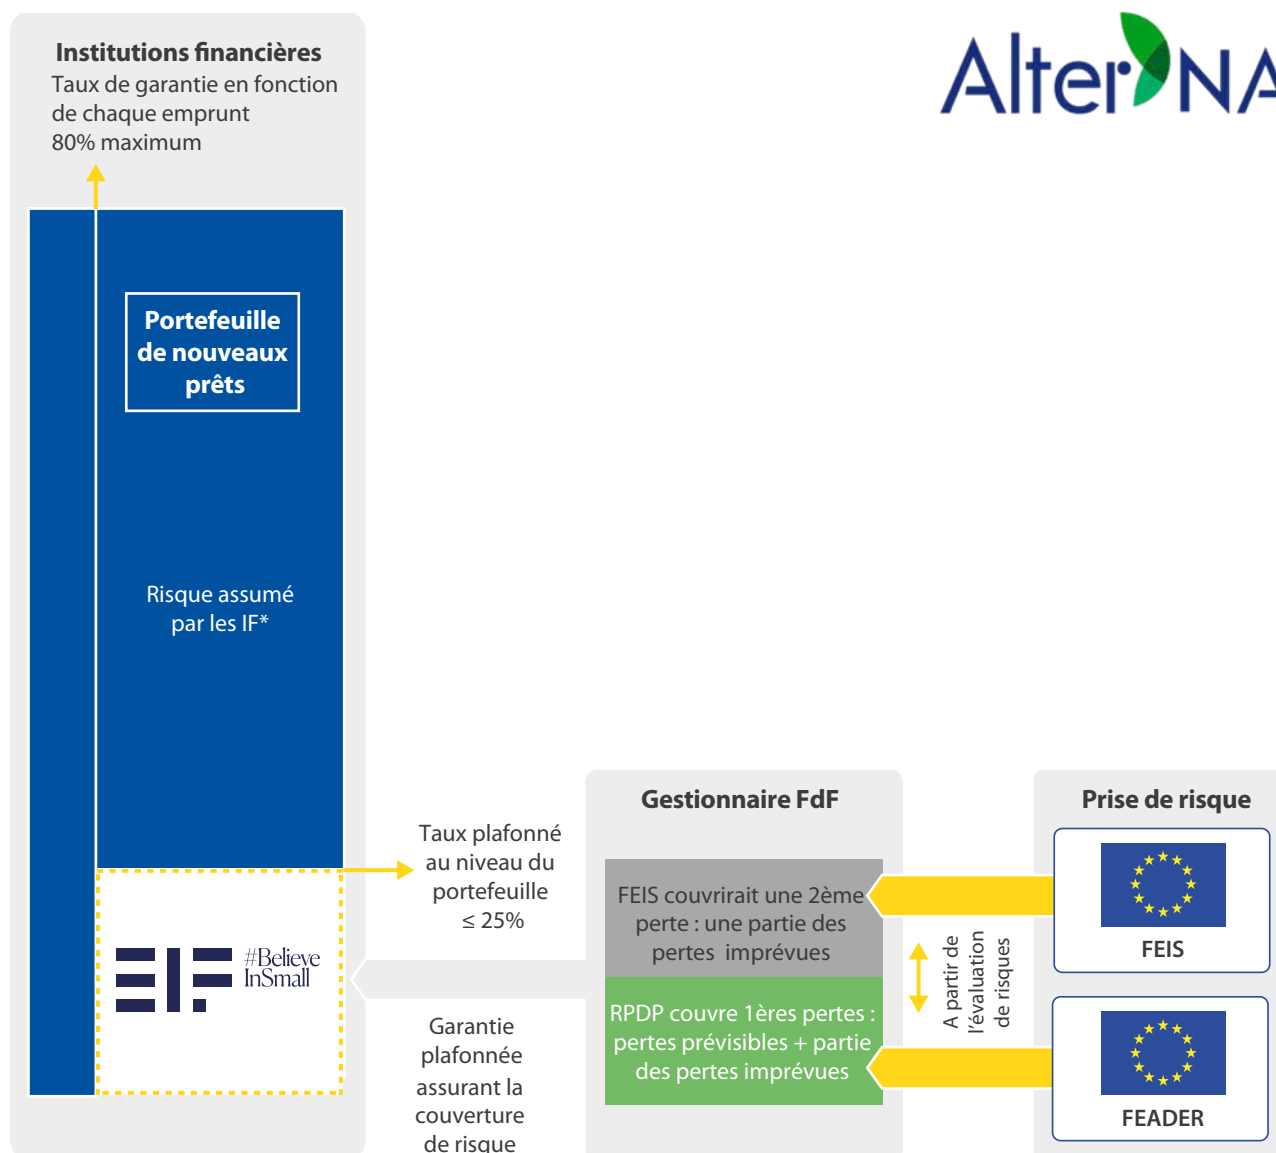 Institutions financières
Taux de garantie en fonction
de chaque emprunt
80% maximum
AlterNA
Portefeuille
de nouveaux
prêts
Risque assumé
par les IF*
EIF
#Believe
InSmall
Taux plafonné
au niveau du
portefeuille
≤ 25%
Garantie
plafonnée
assurant la
couverture
de risque
Gestionnaire FdF
FEIS couvrirait une 2ème
perte : une partie des
pertes imprévues
RPDP couvre 1ères pertes :
pertes prévisibles + partie
des pertes imprévues
A partir de
l'évaluation
de risques
Prise de risque
FEIS
FEADER